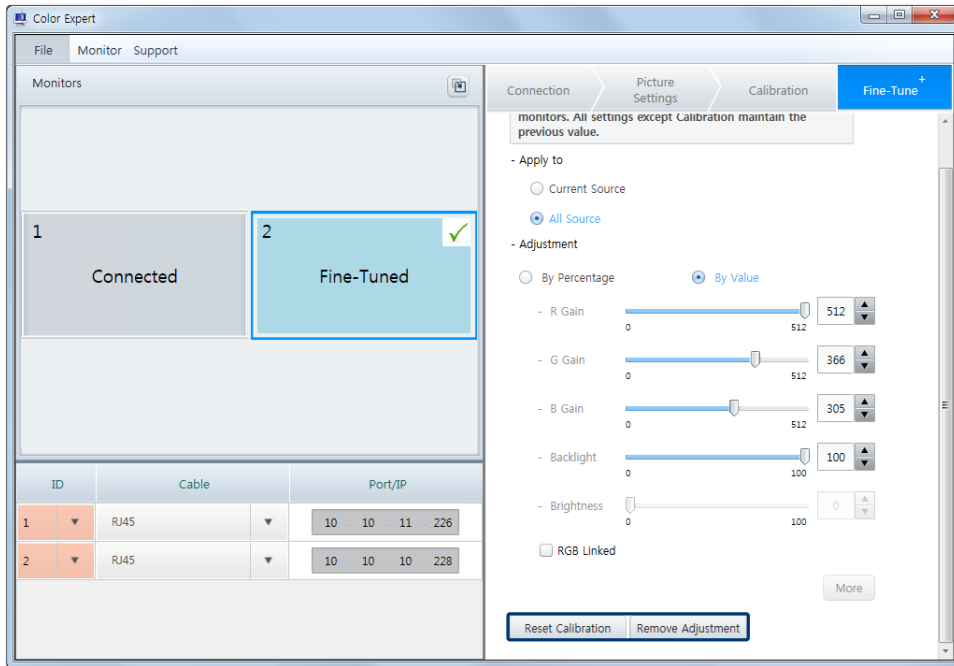 Color Expert
File Monitor Support
Monitors
1
Connected
2
Fine-Tuned
ID Cable Port/IP
1 RJ45 10 . 10 . 11 . 226
2 RJ45 10 . 10 . 10 . 228
Connection
Picture
Settings
Calibration
Fine-Tune +
monitors. All settings except Calibration maintain the
previous value.
- Apply to
Current Source
All Source
- Adjustment
By Percentage By Value
- R Gain 512
0 512
- G Gain 366
0 512
- B Gain 305
0 512
- Backlight 100
0 100
- Brightness 0
0 100
RGB Linked
More
Reset Calibration Remove Adjustment